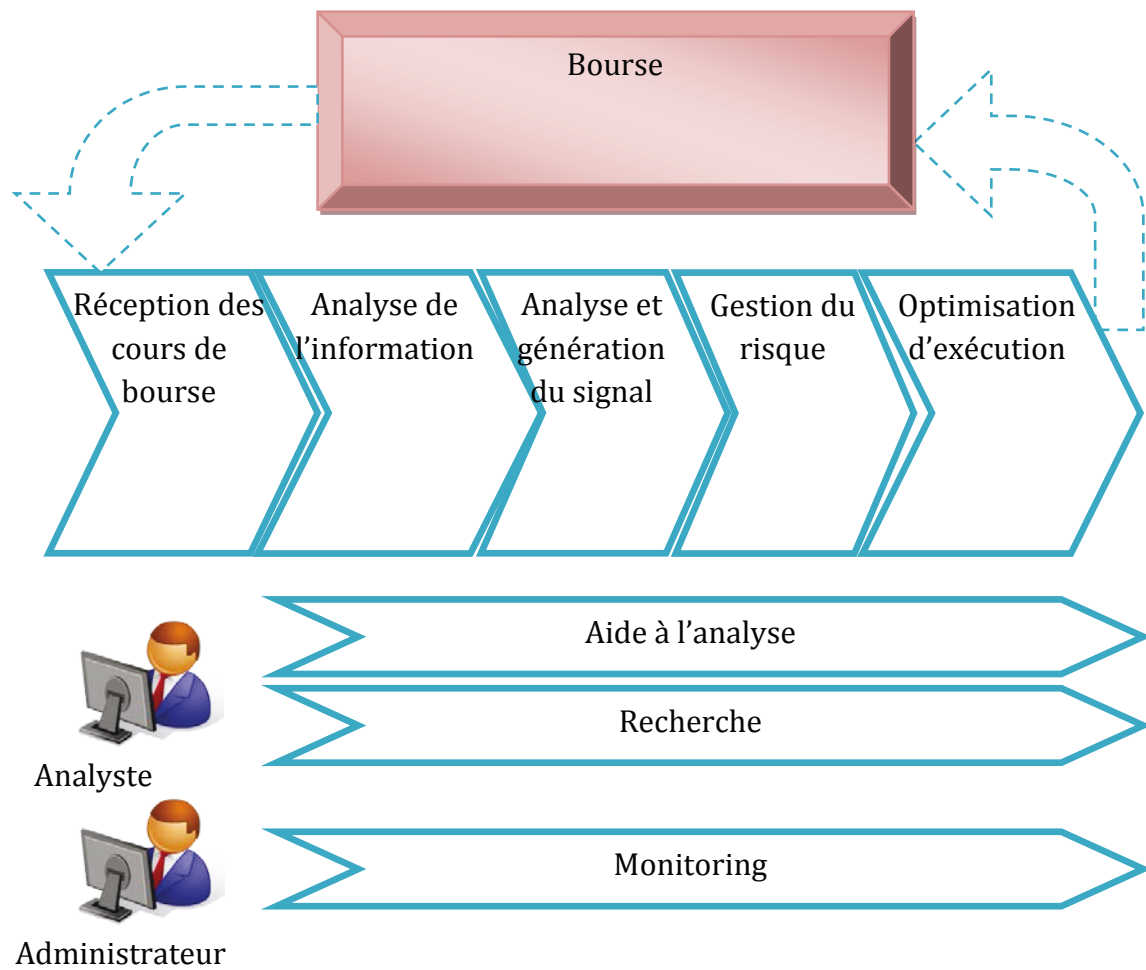 Bourse
Réception des
cours de
bourse
Analyse de
l’information
Analyse et
génération
du signal
Gestion du
risque
Optimisation
d’exécution
Aide à l’analyse
Recherche
Analyste
Monitoring
Administrateur